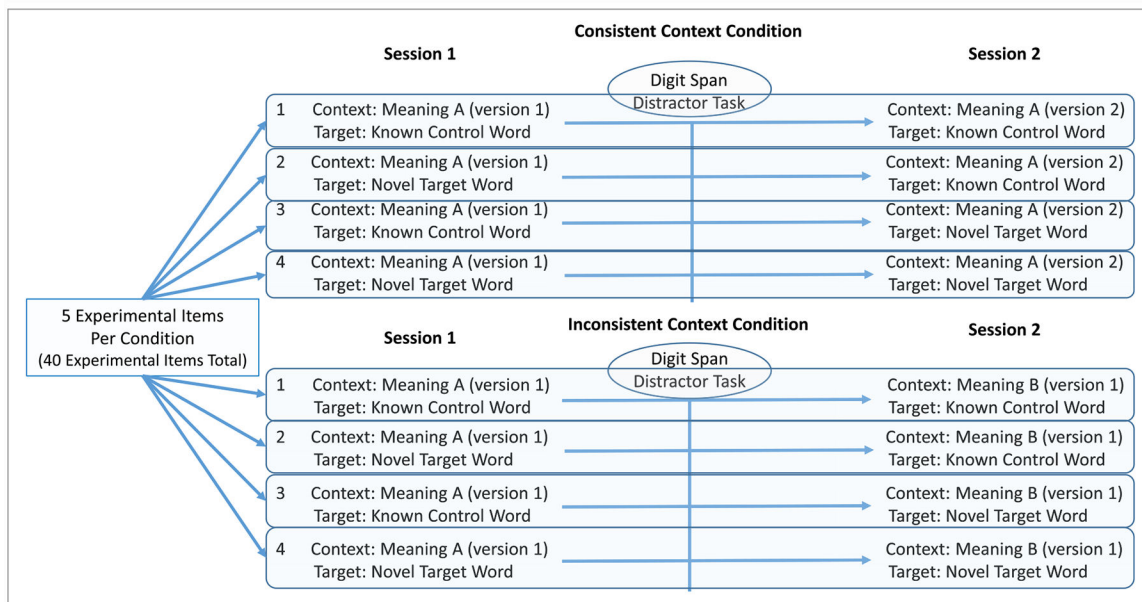 Consistent Context Condition
Session 1
Session 2
Digit Span
Distractor Task
1 Context: Meaning A (version 1)
Target: Known Control Word
Context: Meaning A (version 2)
Target: Known Control Word
2 Context: Meaning A (version 1)
Target: Novel Target Word
Context: Meaning A (version 2)
Target: Known Control Word
3 Context: Meaning A (version 1)
Target: Known Control Word
Context: Meaning A (version 2)
Target: Novel Target Word
4 Context: Meaning A (version 1)
Target: Novel Target Word
Context: Meaning A (version 2)
Target: Novel Target Word
5 Experimental Items
Per Condition
(40 Experimental Items Total)
Inconsistent Context Condition
Session 1
Session 2
Digit Span
Distractor Task
1 Context: Meaning A (version 1)
Target: Known Control Word
Context: Meaning B (version 1)
Target: Known Control Word
2 Context: Meaning A (version 1)
Target: Novel Target Word
Context: Meaning B (version 1)
Target: Known Control Word
3 Context: Meaning A (version 1)
Target: Known Control Word
Context: Meaning B (version 1)
Target: Novel Target Word
4 Context: Meaning A (version 1)
Target: Novel Target Word
Context: Meaning B (version 1)
Target: Novel Target Word